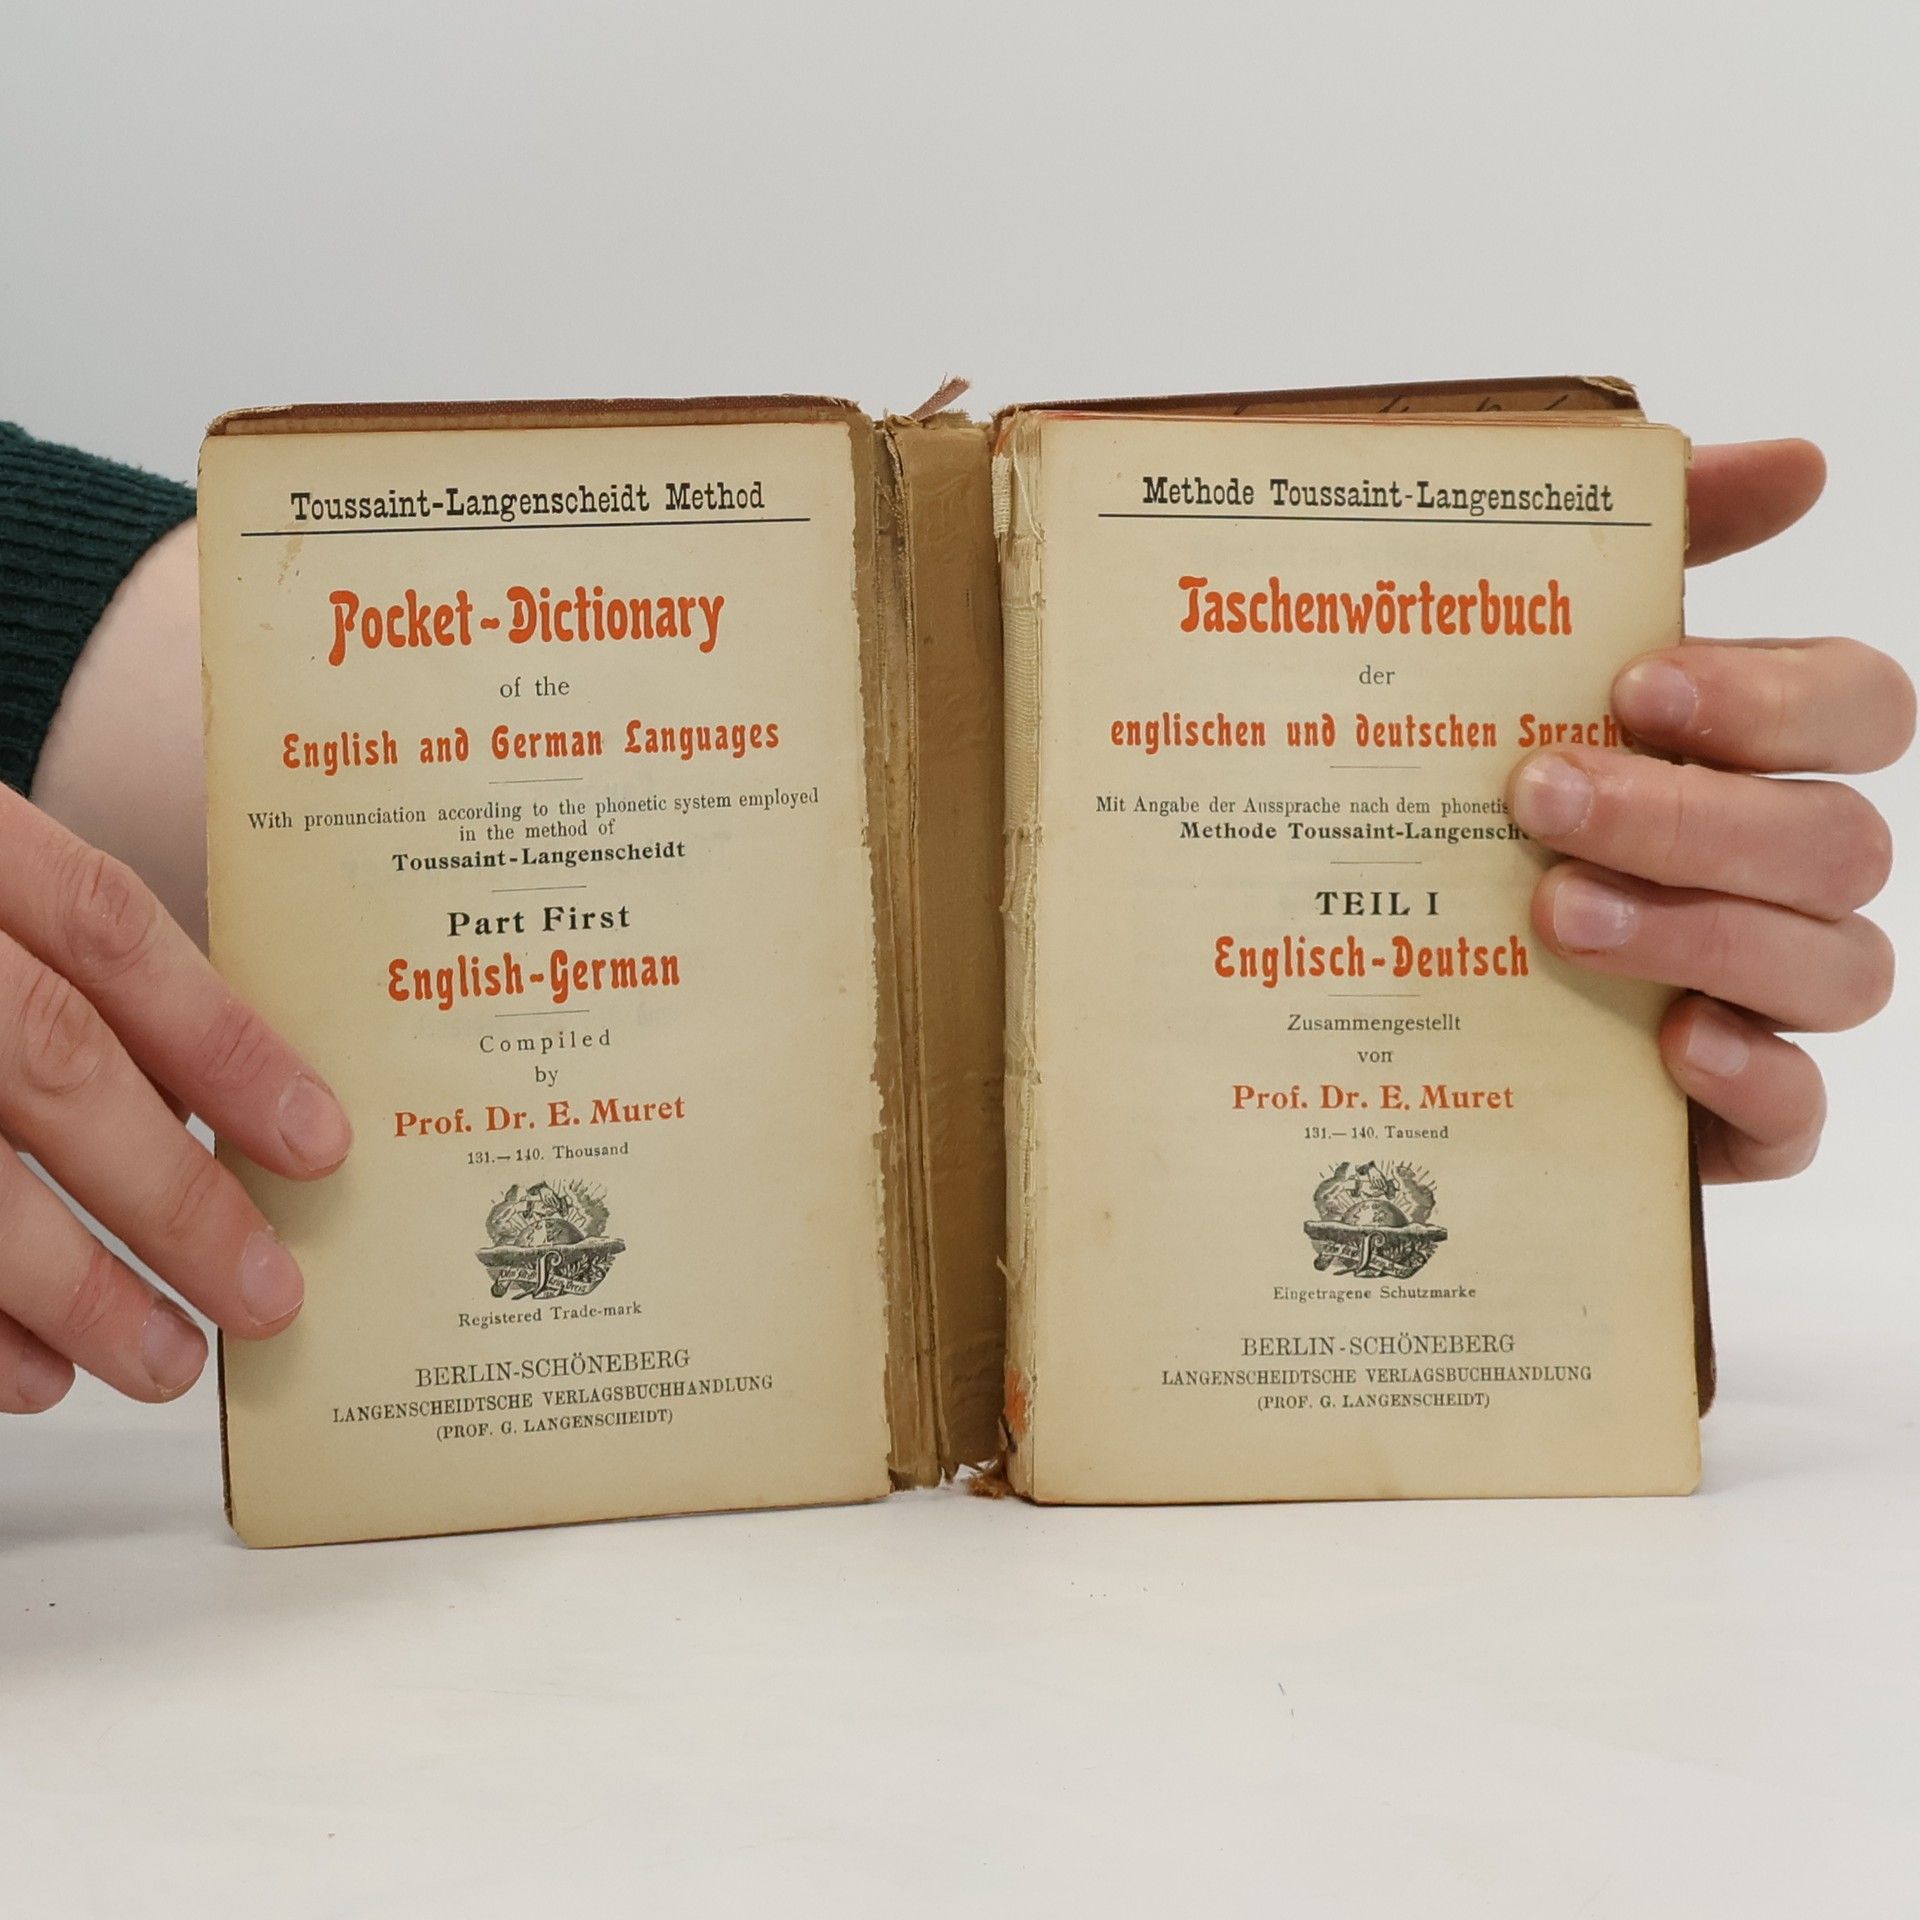 Toussaint-Langenscheidt Method
Pocket-Dictionary
of the
English and German Languages
With pronunciation according to the phonetic system employed
in the method of
Toussaint-Langenscheidt
Part First
English-German
Compiled
by
Prof. Dr. E. Muret
131.—140. Thousand
Registered Trade-mark
BERLIN-SCHÖNEBERG
LANGENSCHEIDTSCHE VERLAGSBUCHHANDLUNG
(PROF. G. LANGENSCHEIDT)
Methode Toussaint-Langenscheidt
Taschenwörterbuch
der
englischen und deutschen Sprache
Mit Angabe der Aussprache nach dem
Methode
TEIL I
Englisch-Deutsch
Zusammengestellt
von
Prof. Dr. E. Muret
131.—140. Tausend
Eingetragene Schutzmarke
BERLIN-SCHÖNEBERG
LANGENSCHEIDTSCHE VERLAGSBUCHHANDLUNG
(PROF. G. LANGENSCHEIDT)